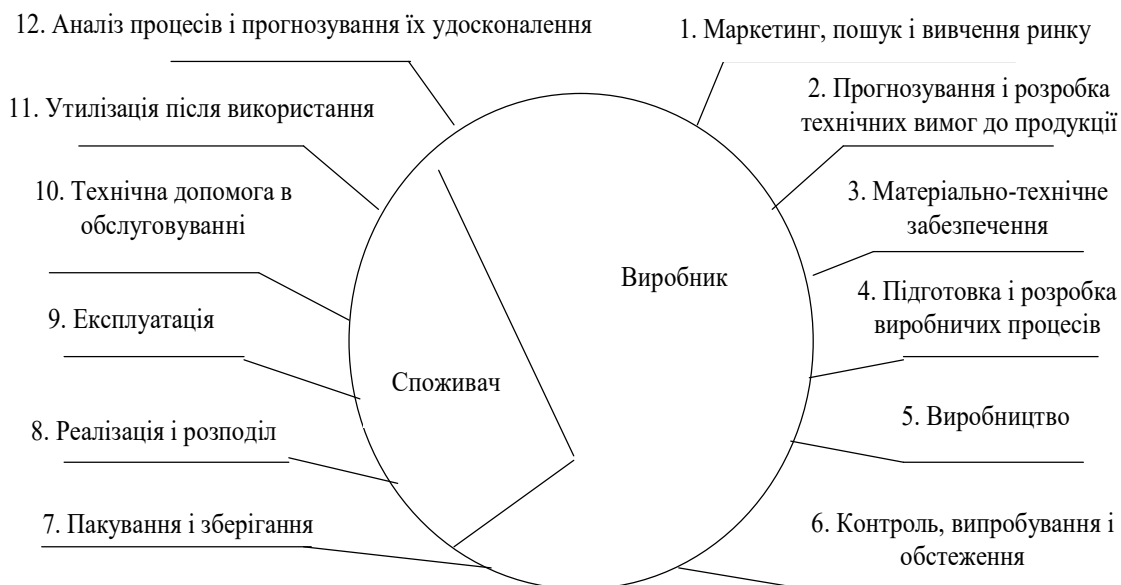 12. Аналіз процесів і прогнозування їх удосконалення
1. Маркетинг, пошук і вивчення ринку
11. Утилізація після використання
2. Прогнозування і розробка
технічних вимог до продукції
10. Технічна допомога в
обслуговуванні
3. Матеріально-технічне
забезпечення
Виробник
4. Підготовка і розробка
виробничих процесів
9. Експлуатація
Споживач
5. Виробництво
8. Реалізація і розподіл
7. Пакування і зберігання
6. Контроль, випробування і
обстеження